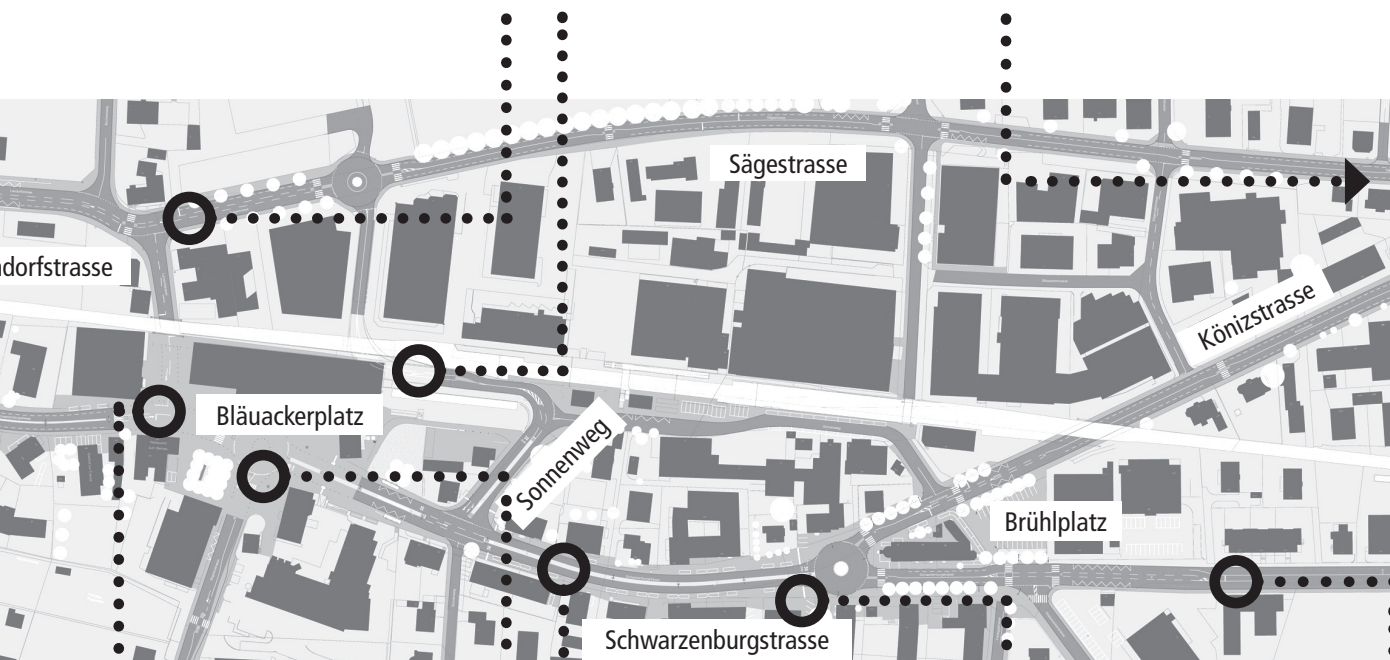 Sägestrasse
dorfstrasse
Könizstrasse
Bläuackerplatz
Sonnenweg
Brühlplatz
Schwarzenburgstrasse